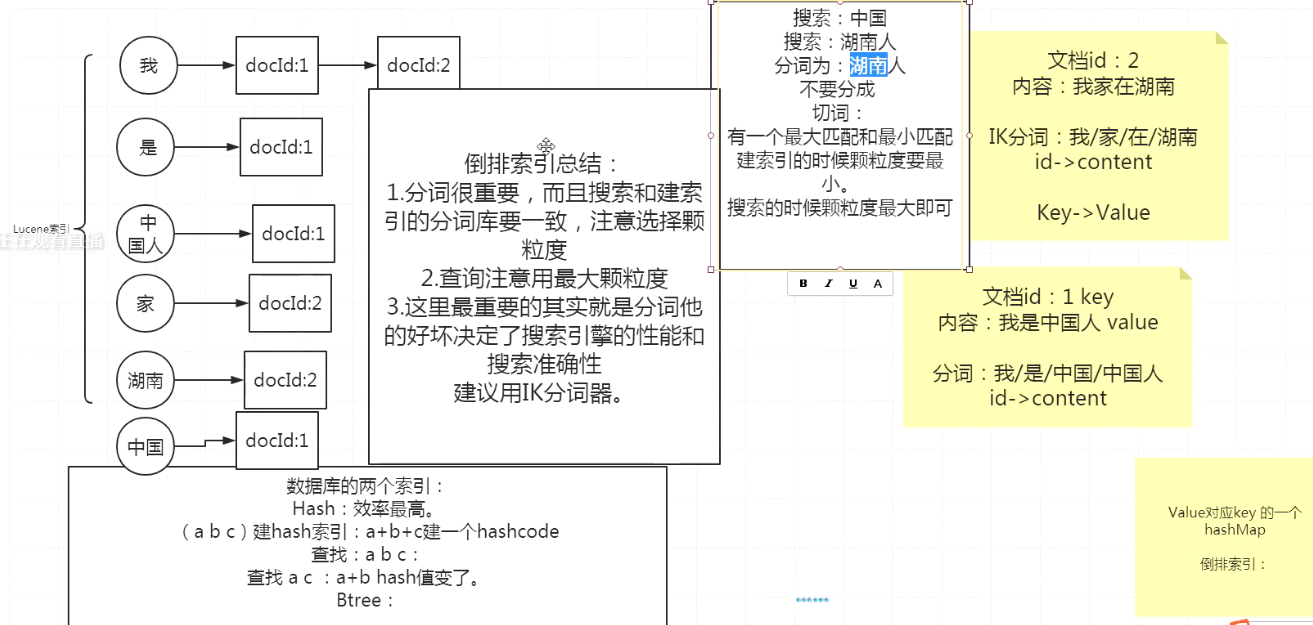 我
docId:1
docId:2
是
docId:1
中
国人
docId:1
家
docId:2
湖南
docId:2
中国
docId:1
Lucene索引
正在观看直播
倒排索引总结：
1.分词很重要，而且搜索和建索
引的分词库要一致，注意选择颗
粒度
2.查询注意用最大颗粒度
3.这里最重要的其实就是分词他
的好坏决定了搜索引擎的性能和
搜索准确性
建议用IK分词器。
搜索：中国
搜索：湖南人
分词为：湖南人
不要分成
切词：
有一个最大匹配和最小匹配
建索引的时候颗粒度要最
小。
搜索的时候颗粒度最大即可
B I U A
文档id：2
内容：我家在湖南
IK分词：我/家/在/湖南
id->content
Key->Value
文档id：1 key
内容：我是中国人 value
分词：我/是/中国/中国人
id->content
Value对应key 的一个
hashMap
倒排索引：
数据库的两个索引：
Hash：效率最高。
（a b c）建hash索引：a+b+c建一个hashcode
查找：a b c：
查找 a c ：a+b hash值变了。
Btree：